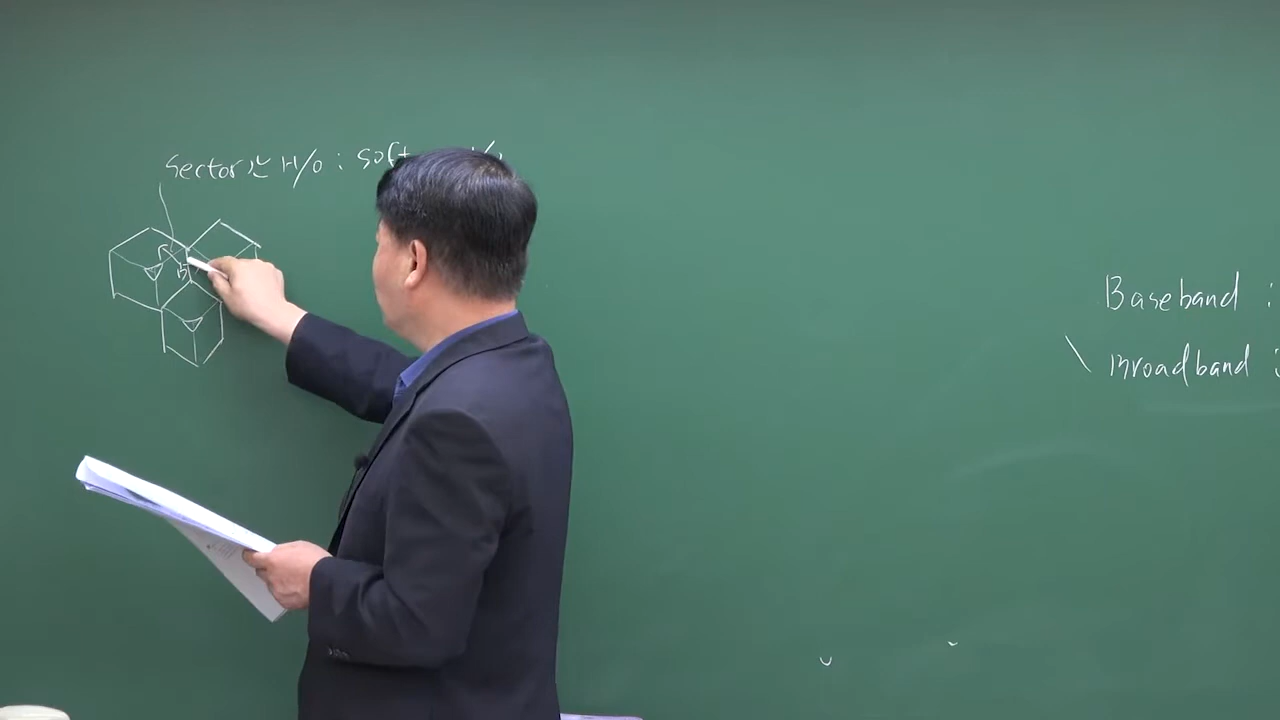 Sector간 H/O : soft
Baseband :
Broadband :